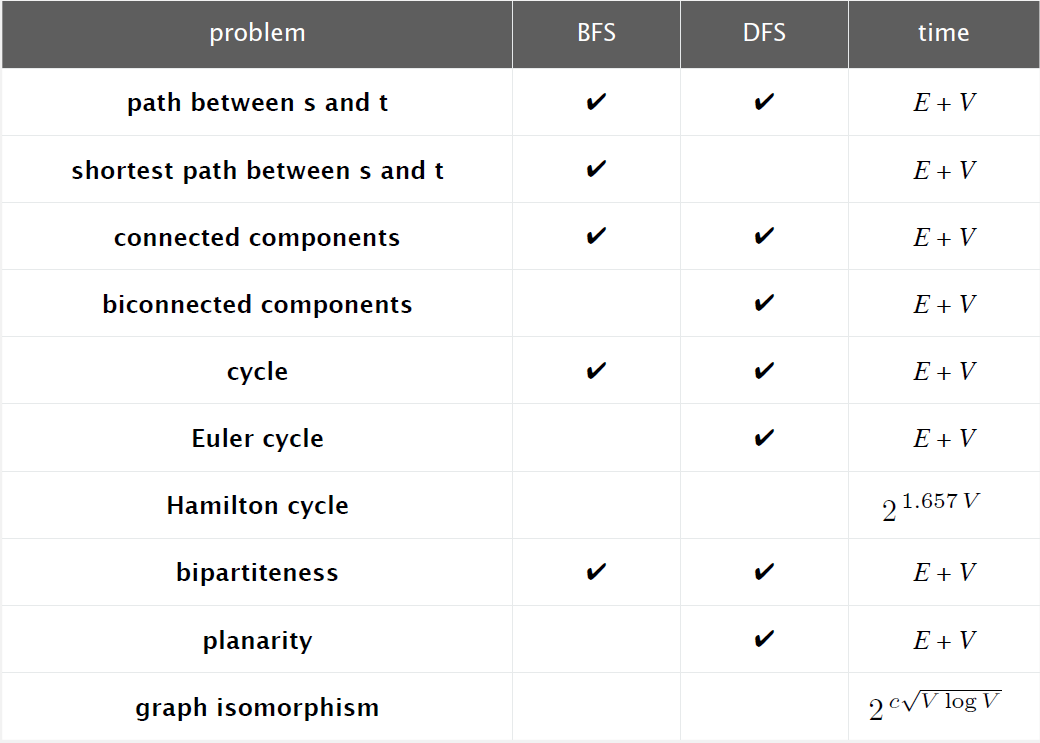 problem BFS DFS time
path between s and t ✔ ✔ E + V
shortest path between s and t ✔ E + V
connected components ✔ ✔ E + V
biconnected components ✔ E + V
cycle ✔ ✔ E + V
Euler cycle ✔ E + V
Hamilton cycle 2^{1.657 V}
bipartiteness ✔ ✔ E + V
planarity ✔ E + V
graph isomorphism 2^{c√(V log V)}